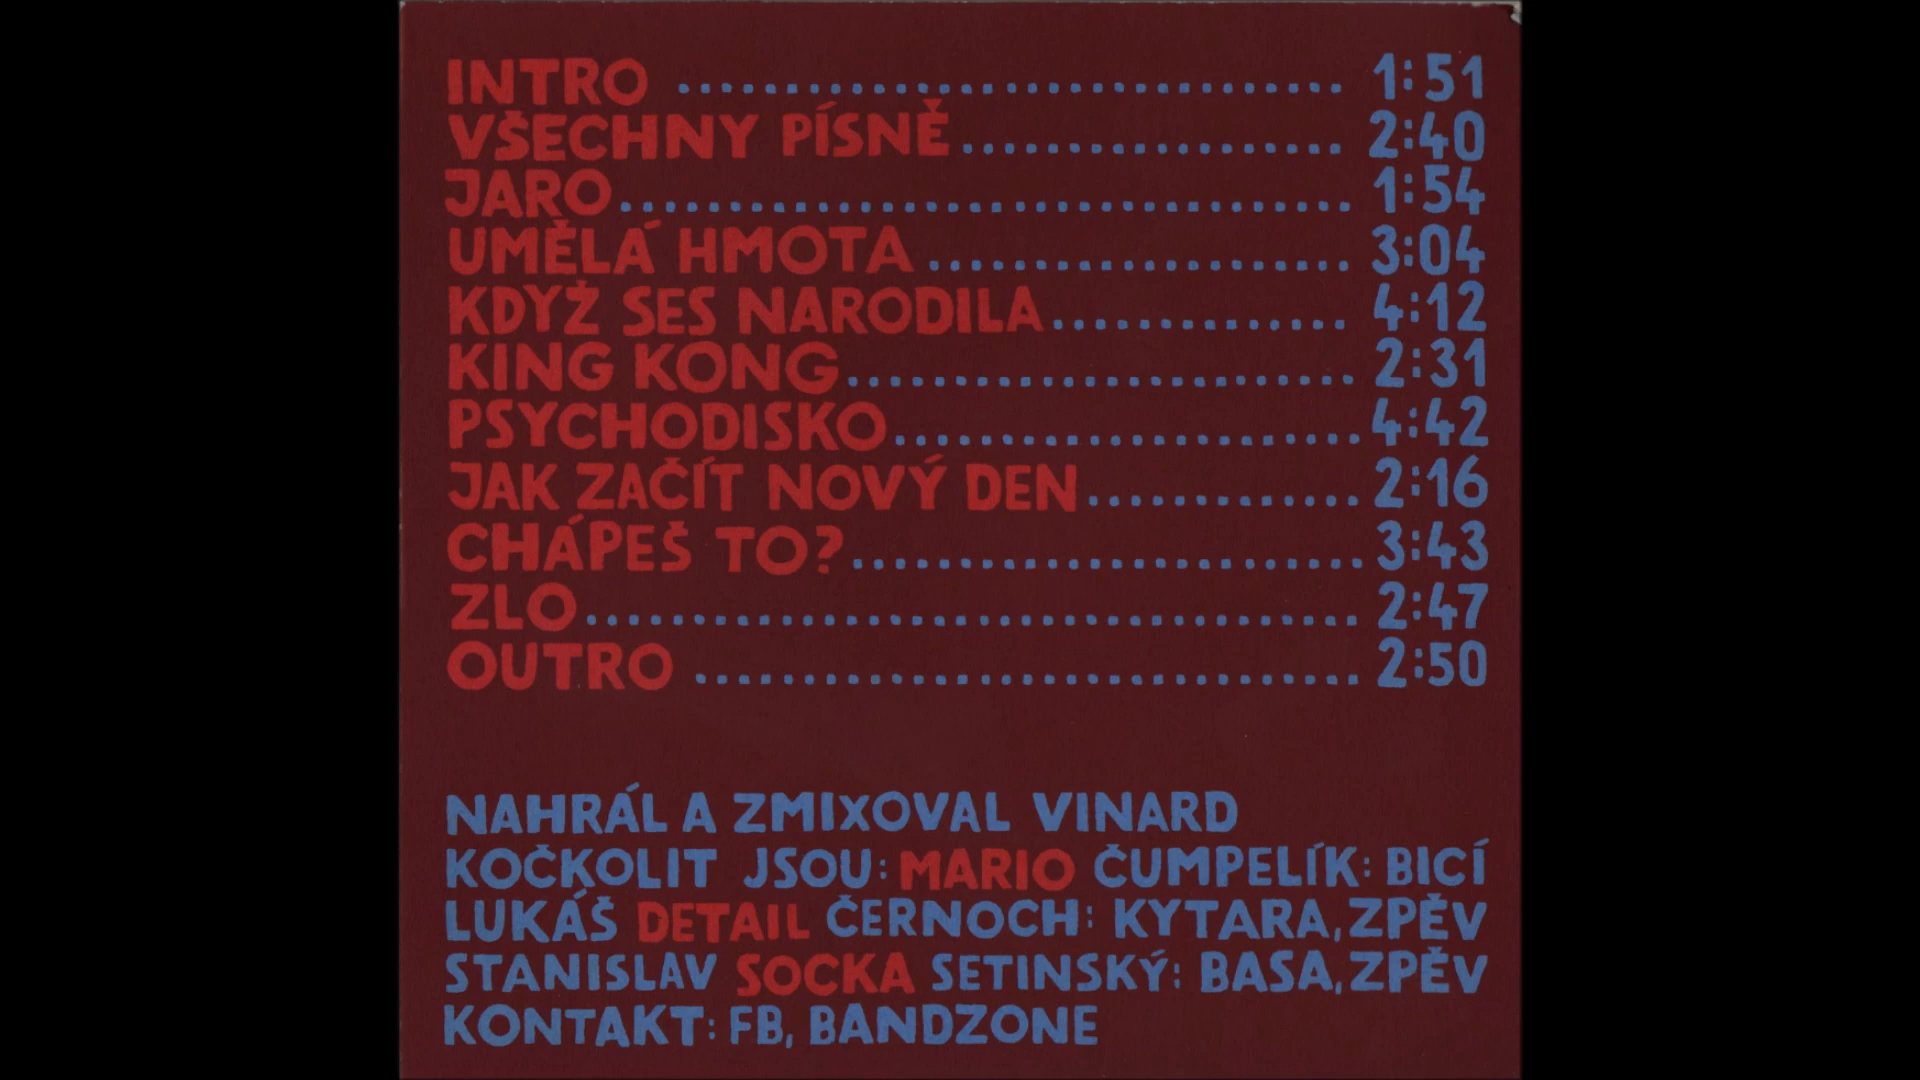 INTRO .......................................... 1:51
VŠECHNY PÍSNĚ .......................... 2:40
JARO .......................................... 1:54
UMĚLÁ HMOTA .......................... 3:04
KDYŽ SES NARODILA .................. 4:12
KING KONG .............................. 2:31
PSYCHODISKO .......................... 4:42
JAK ZAČÍT NOVÝ DEN .................. 2:16
CHÁPEŠ TO? .............................. 3:43
ZLO .......................................... 2:47
OUTRO ...................................... 2:50
NAHRÁL A ZMIXOVAL VINARD
KOČKOLIT JSOU: MARIO ČUMPELÍK: BICÍ
LUKÁŠ DETAIL ČERNOCH: KYTARA, ZPĚV
STANISLAV SOCKA SETINSKÝ: BASA, ZPĚV
KONTAKT: FB, BANDZONE